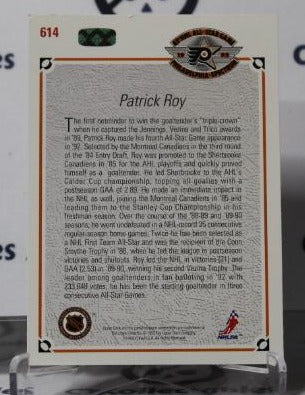 614
PHILADELPHIA SPECTRUM
Patrick Roy
The first netminder to win the goaltender's "triple crown"
when he captured the Jennings, Vezina and Trico awards
in '89, Patrick Roy made his fourth All-Star Game appearance
in '92. Selected by the Montreal Canadiens in the third round
of the '84 Entry Draft, Roy was promoted to the Sherbrooke
Canadiens in '85 for the AHL playoffs and quickly proved
himself as a goaltender. He led Sherbrooke to the AHL's
Calder Cup championship, topping all goalies with a
postseason GAA of 2.89. He made an immediate impact in
the NHL as well, joining the Montreal Canadiens in '85 and
leading them to the Stanley Cup Championship in his
freshman season. Over the course of the '88-89 and '89-90
seasons, he went undefeated in a NHL-record 35 consecutive
regular-season home games. Twice he has been selected as
a NHL First Team All-Star and was the recipient of the Conn
Smythe Trophy in '86, when he led the league in postseason
victories and shutouts. Roy led the NHL in victories (31) and
GAA (2.53) in '89-90, winning his second Vezina Trophy. The
leader among goaltenders in fan balloting in '92 with
233,648 votes, he has been the starting goaltender in three
consecutive All-Star Games.
NHLPA